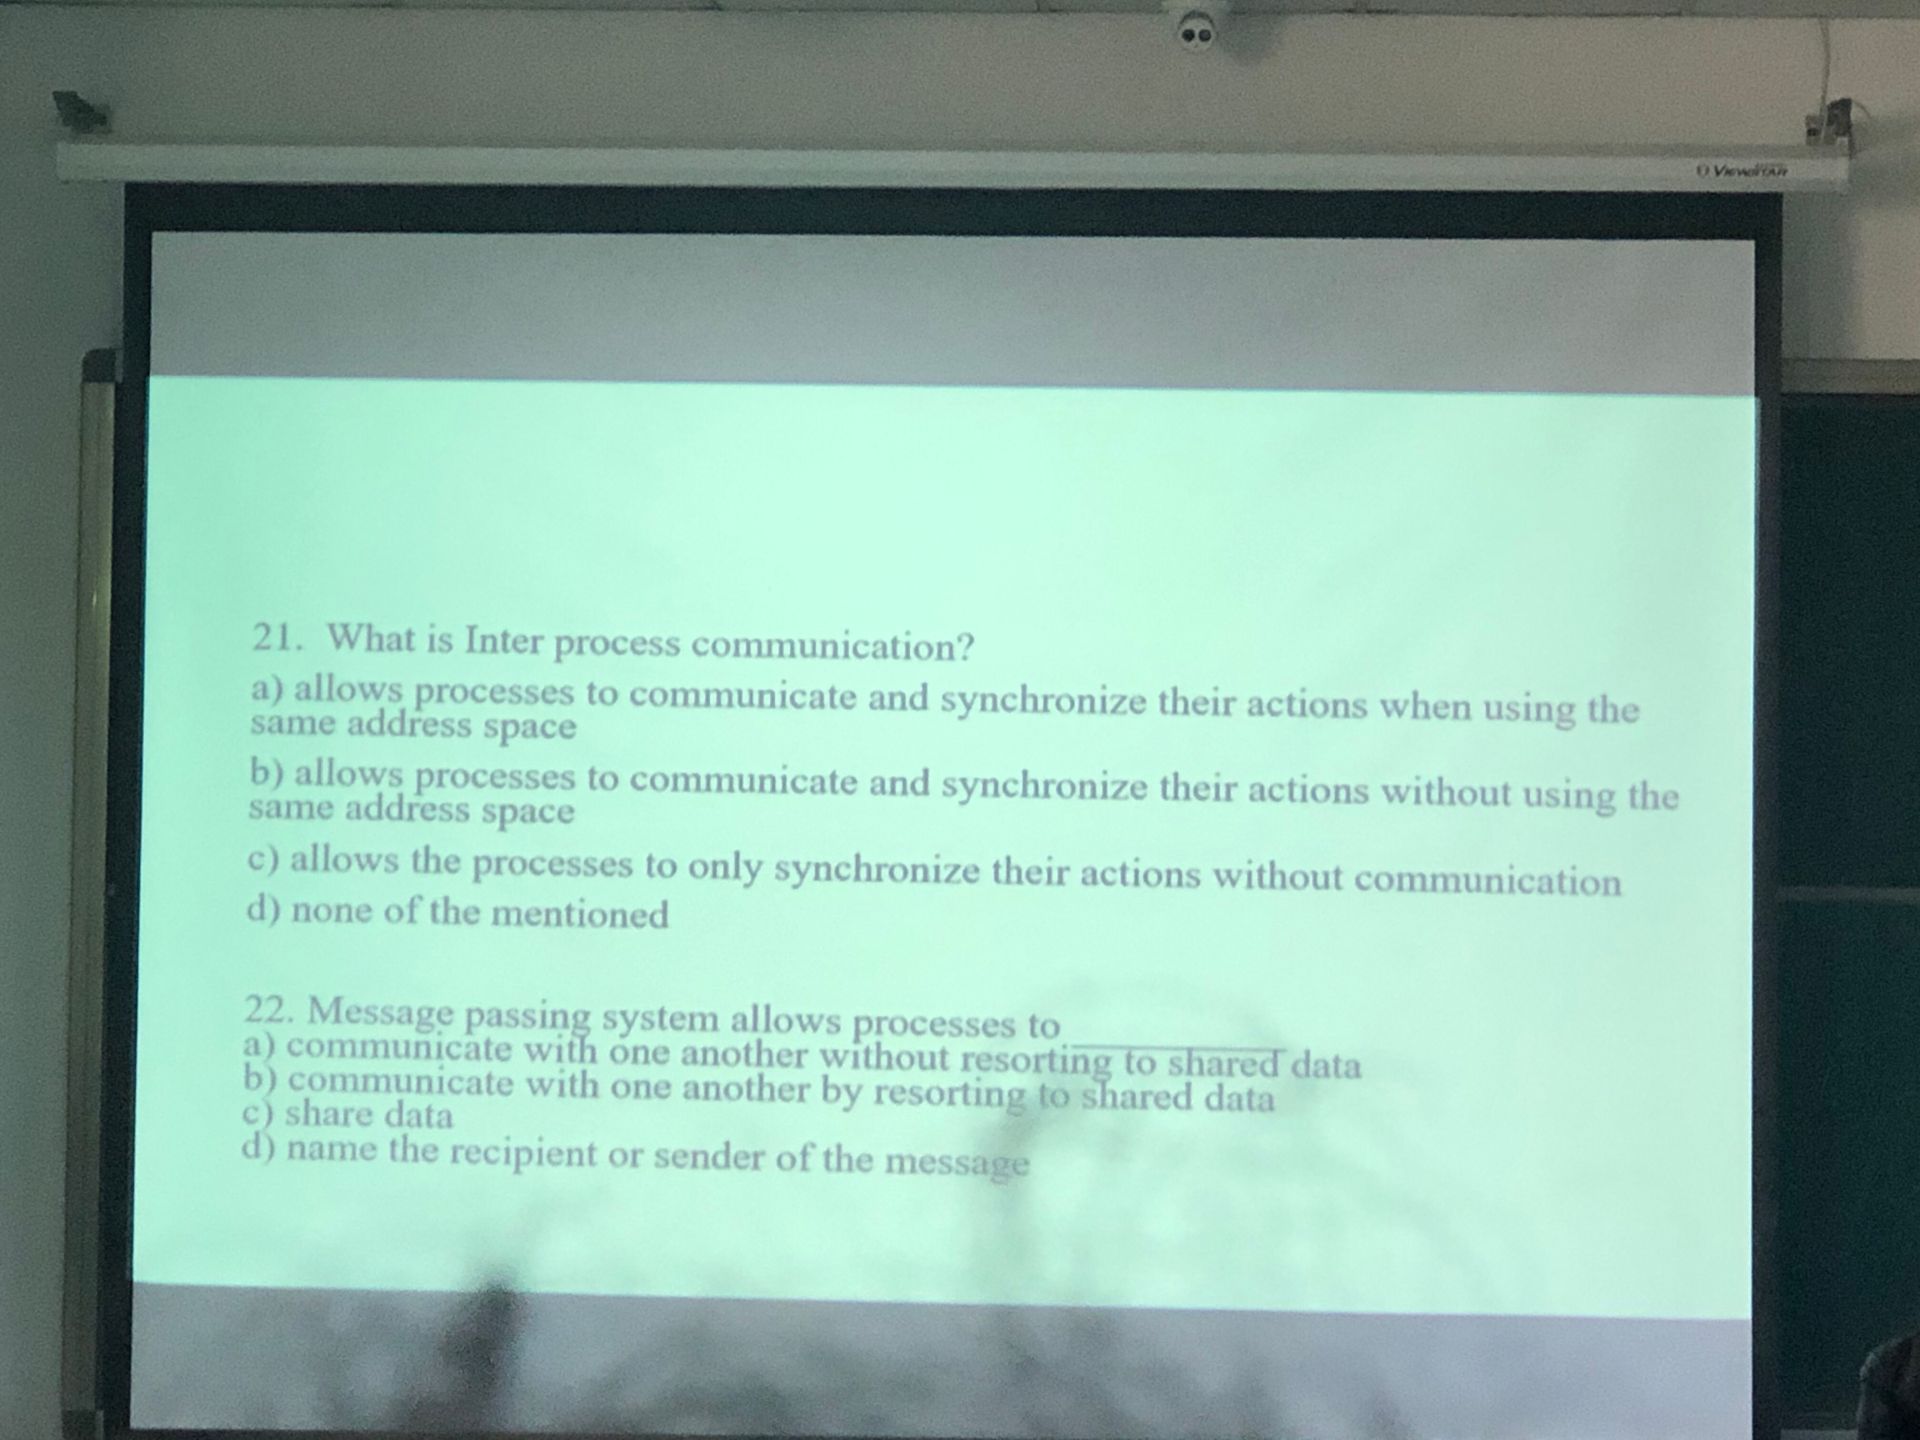 VIEWSTAR
21. What is Inter process communication?
a) allows processes to communicate and synchronize their actions when using the
same address space
b) allows processes to communicate and synchronize their actions without using the
same address space
c) allows the processes to only synchronize their actions without communication
d) none of the mentioned
22. Message passing system allows processes to __________
a) communicate with one another without resorting to shared data
b) communicate with one another by resorting to shared data
c) share data
d) name the recipient or sender of the message